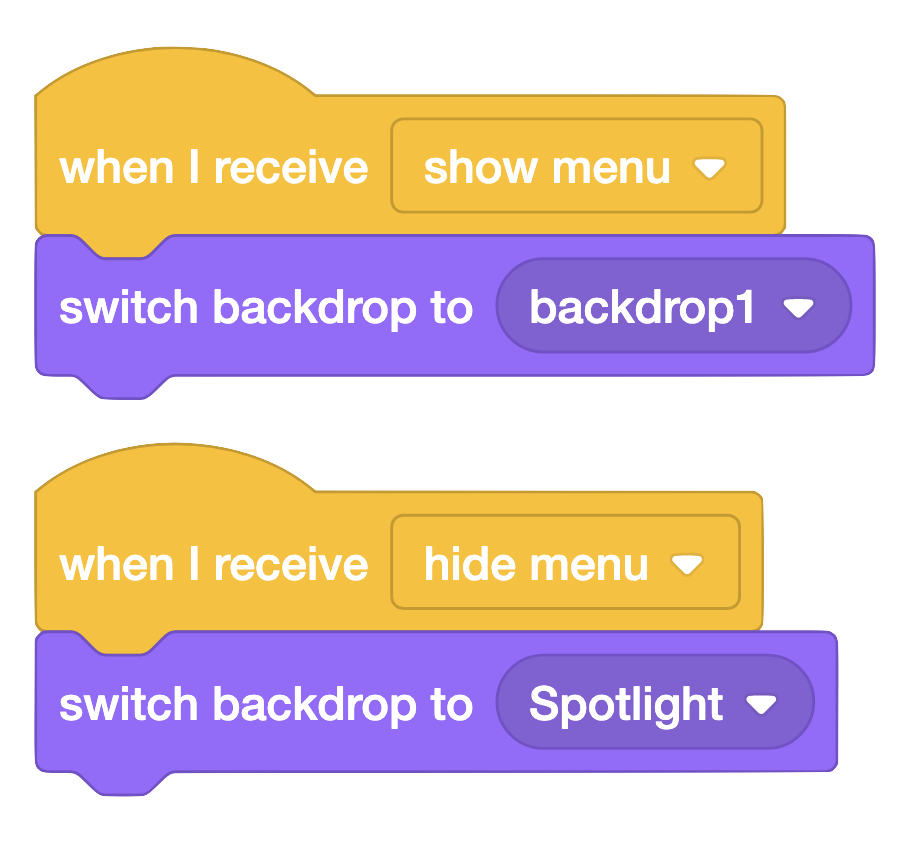 when I receive show menu
switch backdrop to backdrop1
when I receive hide menu
switch backdrop to Spotlight